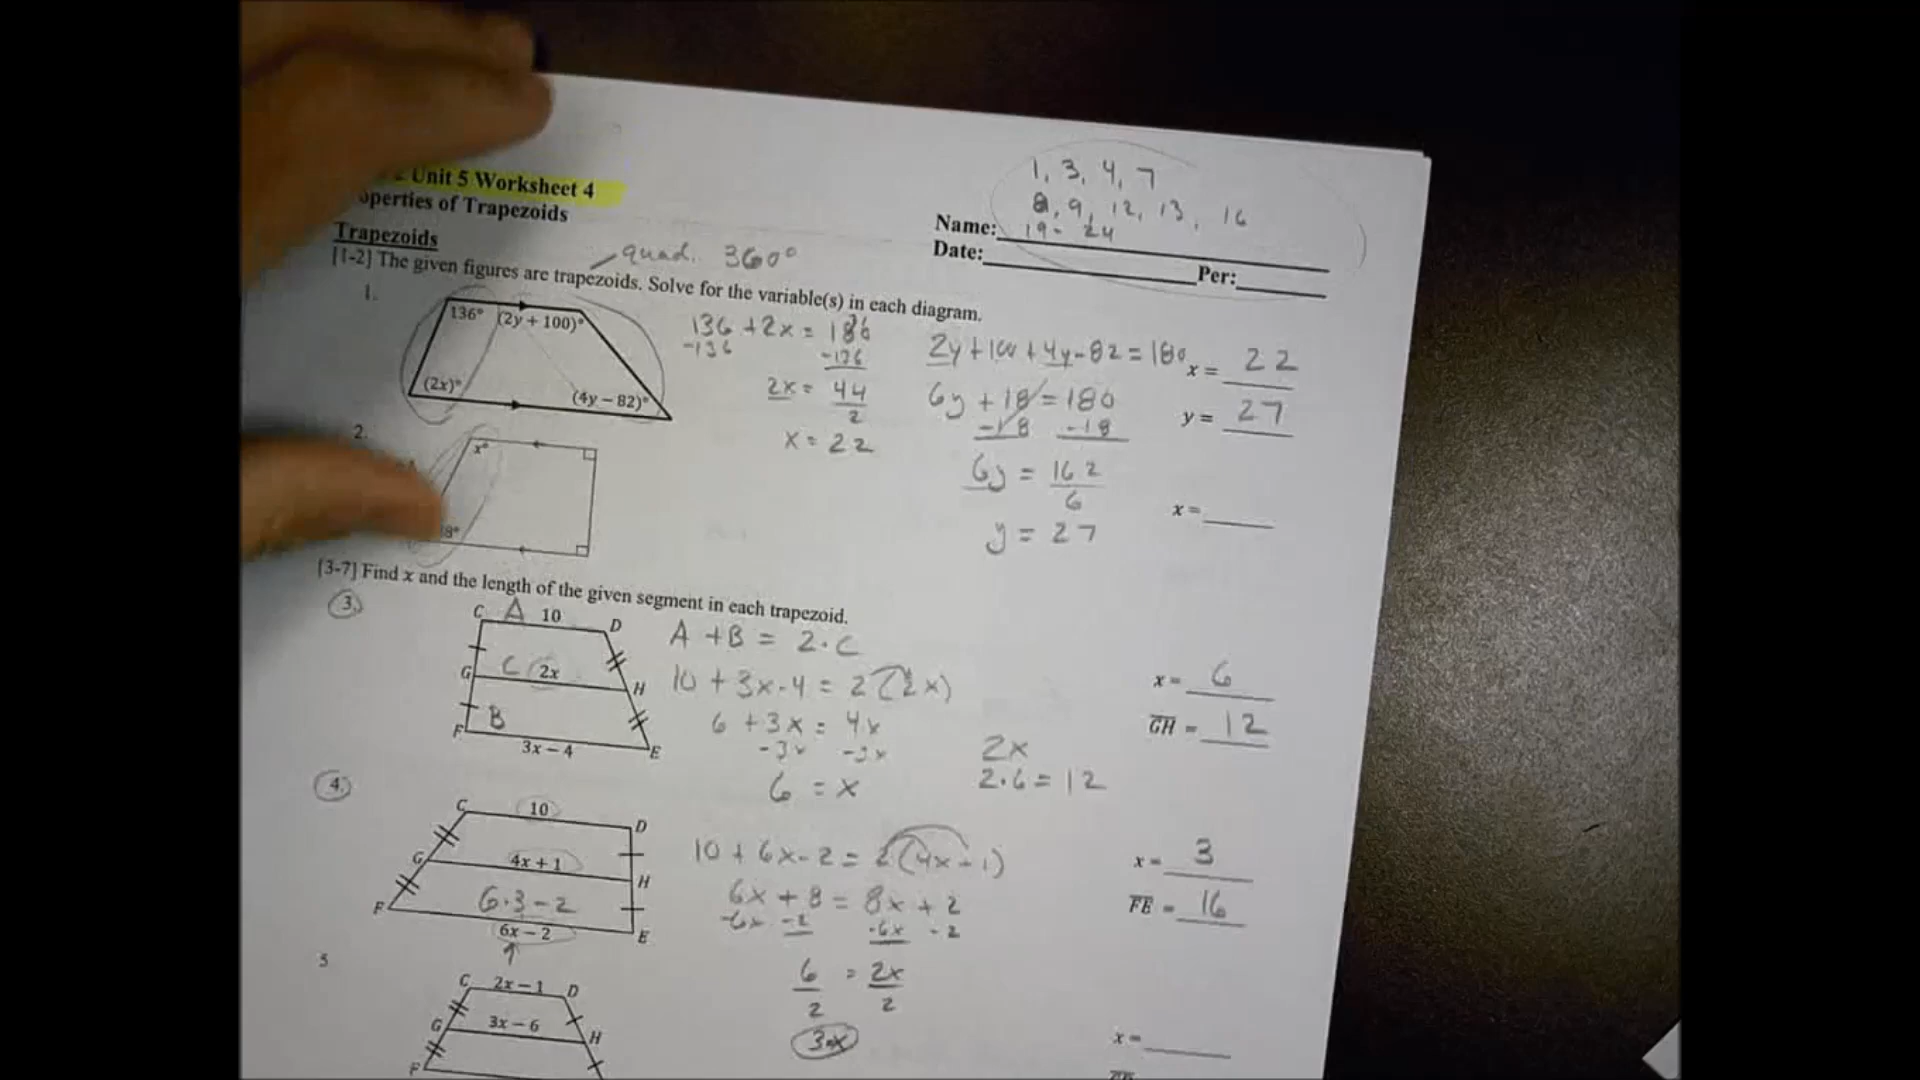 Unit 5 Worksheet 4
operties of Trapezoids
1, 3, 4, 7
8, 9, 12, 13, 16
19- 24
Name:
Date: Per:
Trapezoids
quad. 360°
[1-2] The given figures are trapezoids. Solve for the variable(s) in each diagram.
1.
136° (2y + 100)°
(2x)° (4y – 82)°
136 + 2x = 180
-136 -136
2x = 44
2
x = 22
2y + 100 + 4y - 82 = 180
6y + 18 = 180
-18 -18
6y = 162
6
y = 27
x = 22
y = 27
2.
x°
8°
x =
[3-7] Find x and the length of the given segment in each trapezoid.
3.
C A 10 D
G C 2x H
F B E
3x – 4
A + B = 2 · C
10 + 3x - 4 = 2(2x)
6 + 3x = 4x
-3x -3x
6 = x
2x
2·6 = 12
x = 6
GH = 12
4.
C 10 D
G 4x + 1 H
F 6·3-2 E
6x – 2
10 + 6x - 2 = 2(4x + 1)
6x + 8 = 8x + 2
-6x -2 -6x -2
6 = 2x
2 2
3=x
x = 3
FE = 16
5
C 2x – 1 D
G 3x – 6 H
F
x =